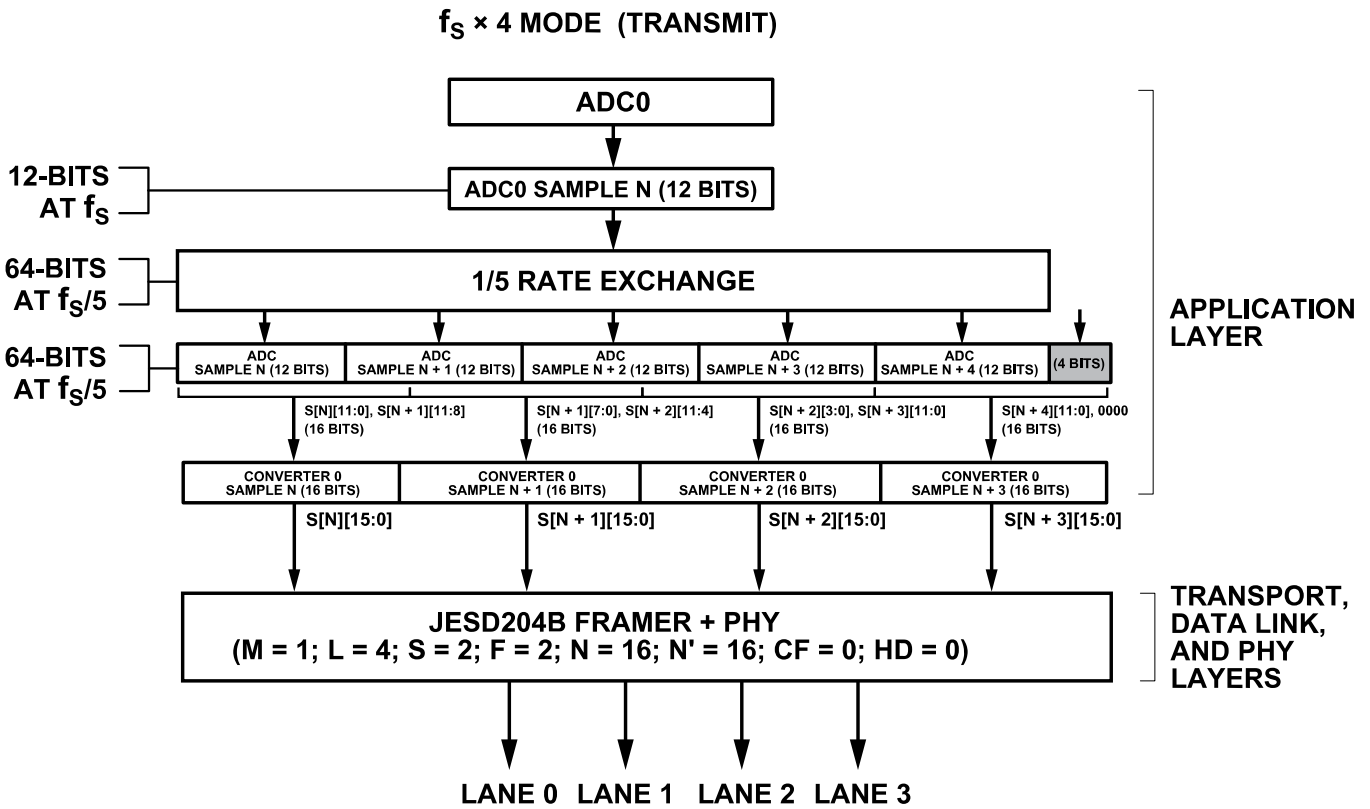 fS × 4 MODE (TRANSMIT)
ADC0
12-BITS
AT fS
ADC0 SAMPLE N (12 BITS)
64-BITS
AT fS/5
1/5 RATE EXCHANGE
APPLICATION
LAYER
64-BITS
AT fS/5
ADC
SAMPLE N (12 BITS)
ADC
SAMPLE N + 1 (12 BITS)
ADC
SAMPLE N + 2 (12 BITS)
ADC
SAMPLE N + 3 (12 BITS)
ADC
SAMPLE N + 4 (12 BITS)
(4 BITS)
S[N][11:0], S[N + 1][11:8]
(16 BITS)
S[N + 1][7:0], S[N + 2][11:4]
(16 BITS)
S[N + 2][3:0], S[N + 3][11:0]
(16 BITS)
S[N + 4][11:0], 0000
(16 BITS)
CONVERTER 0
SAMPLE N (16 BITS)
CONVERTER 0
SAMPLE N + 1 (16 BITS)
CONVERTER 0
SAMPLE N + 2 (16 BITS)
CONVERTER 0
SAMPLE N + 3 (16 BITS)
S[N][15:0]
S[N + 1][15:0]
S[N + 2][15:0]
S[N + 3][15:0]
JESD204B FRAMER + PHY
(M = 1; L = 4; S = 2; F = 2; N = 16; N' = 16; CF = 0; HD = 0)
TRANSPORT,
DATA LINK,
AND PHY
LAYERS
LANE 0
LANE 1
LANE 2
LANE 3